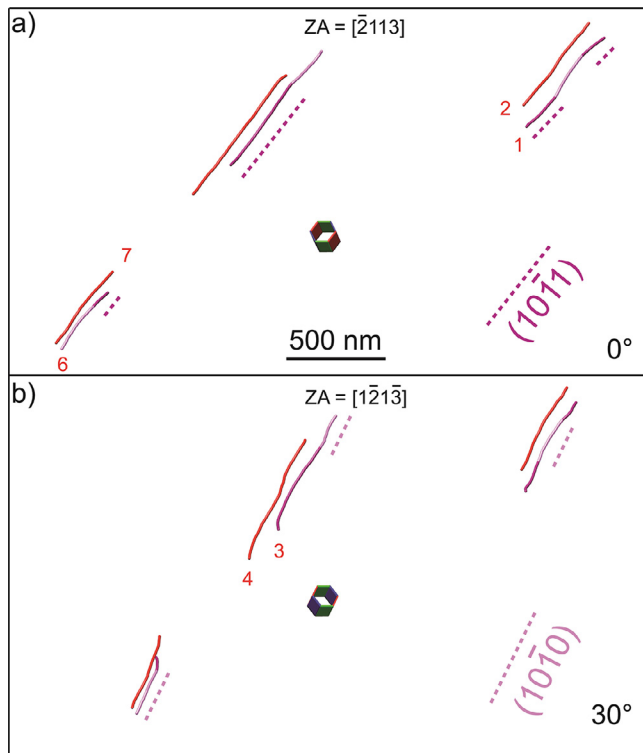 a)
ZA = [2̄113]
2
1
7
6
500 nm
(101̄1)
0°
b)
ZA = [12̄13̄]
3
4
(101̄0)
30°